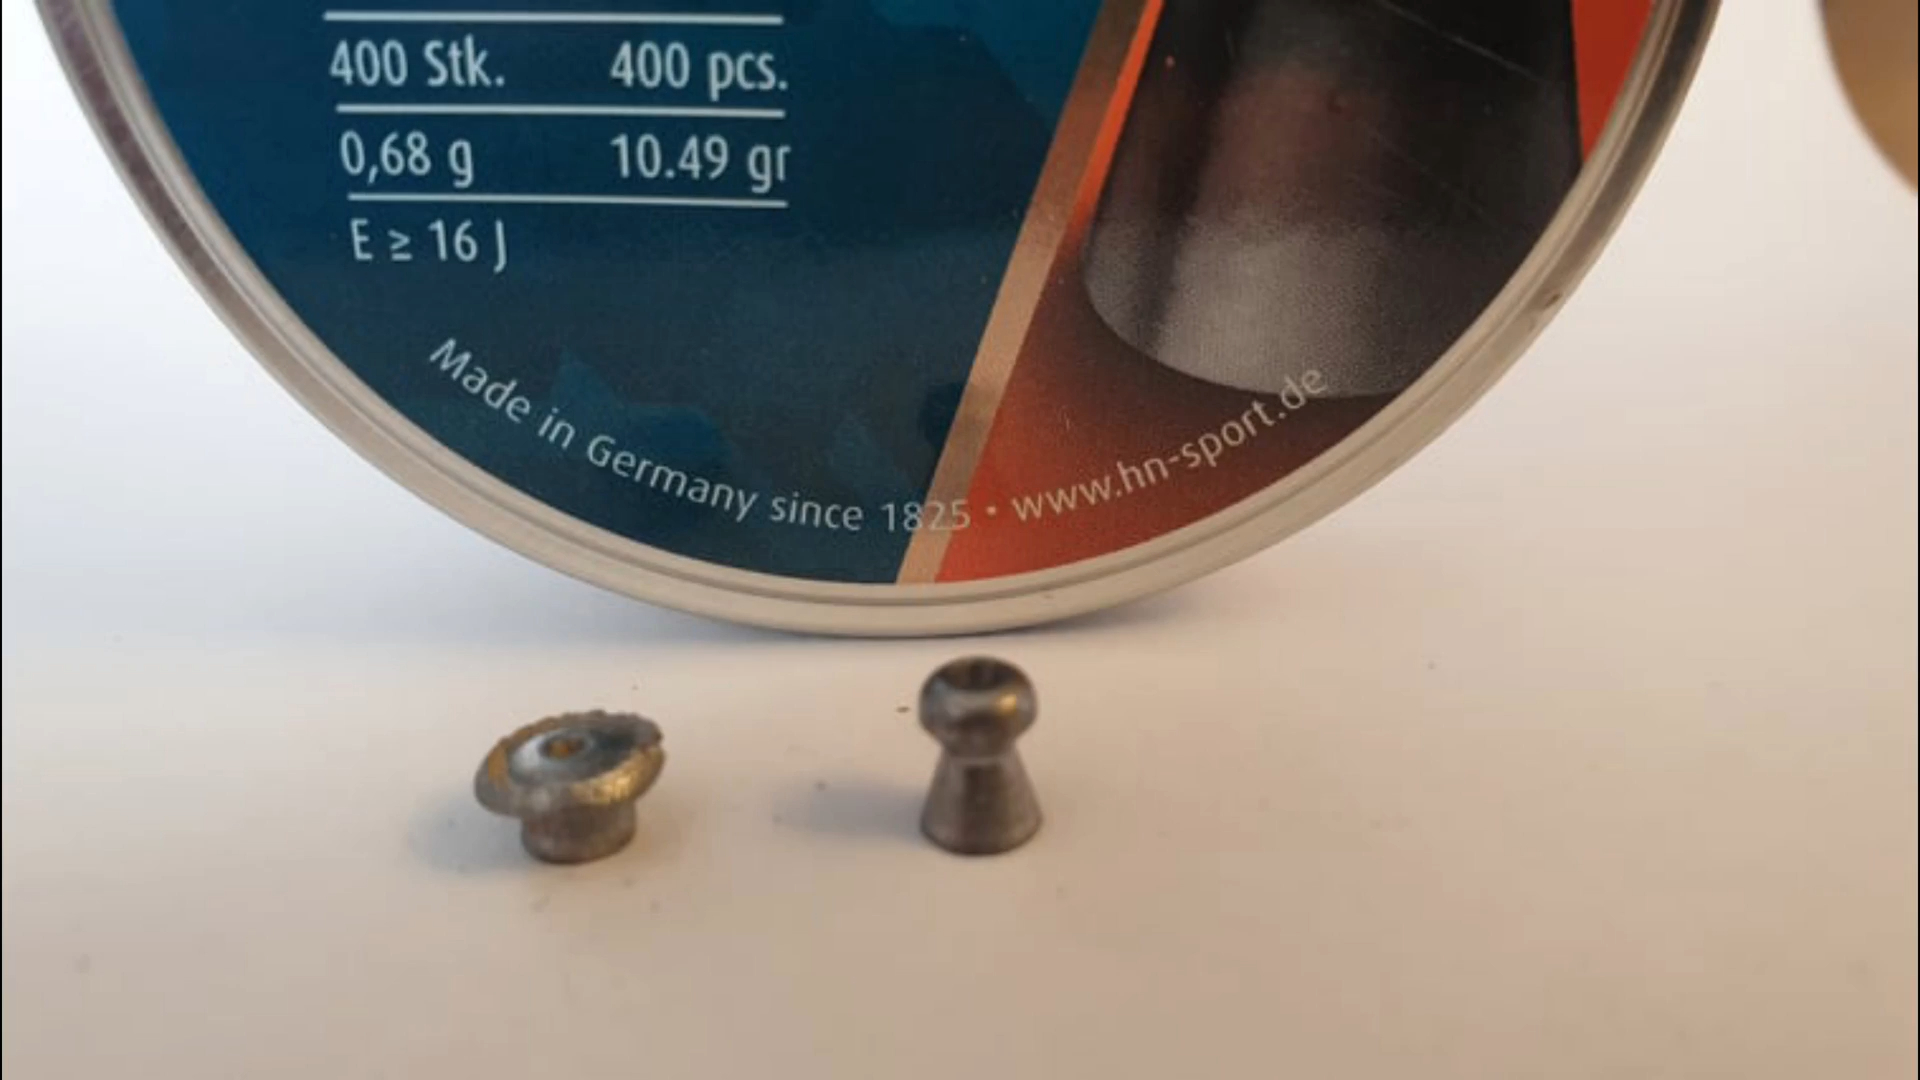 400 Stk. 400 pcs.
0,68 g 10.49 gr
E ≥ 16 J
Made in Germany since 1825 • www.hn-sport.de